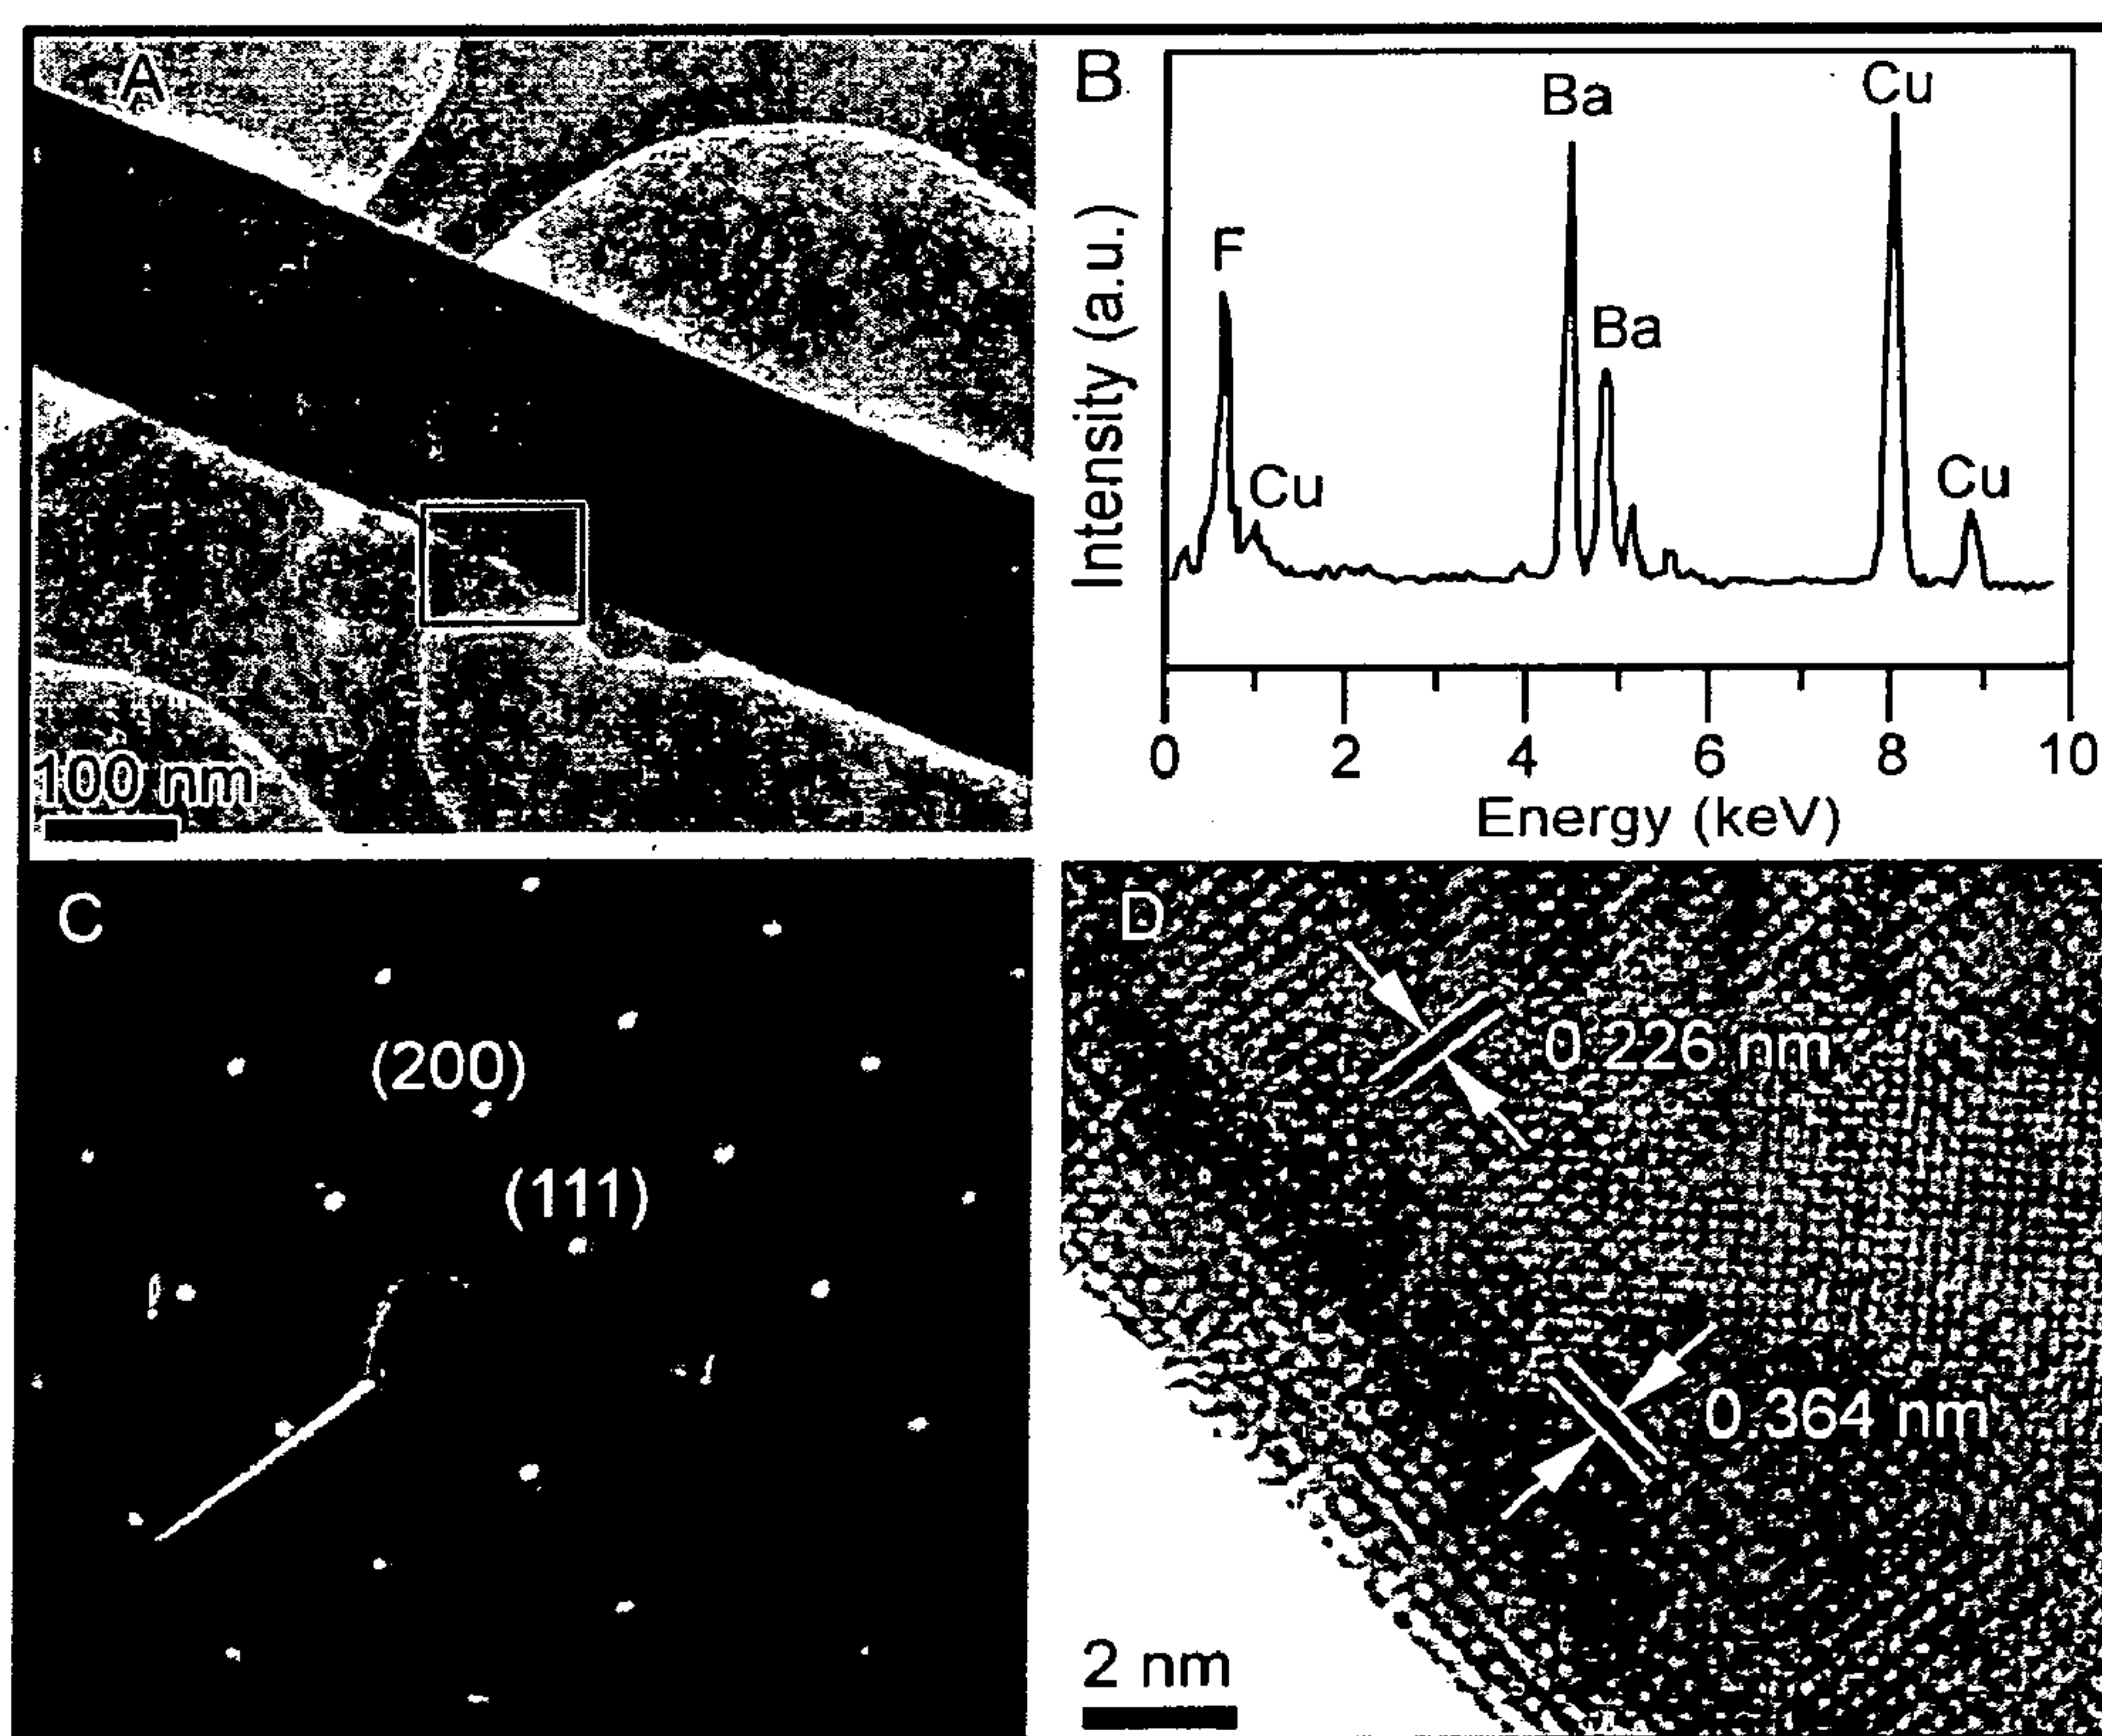 A
100 nm
B
Intensity (a.u.)
F
Cu
Ba
Ba
Cu
Cu
0 2 4 6 8 10
Energy (keV)
C
(200)
(111)
D
0.226 nm
0.364 nm
2 nm